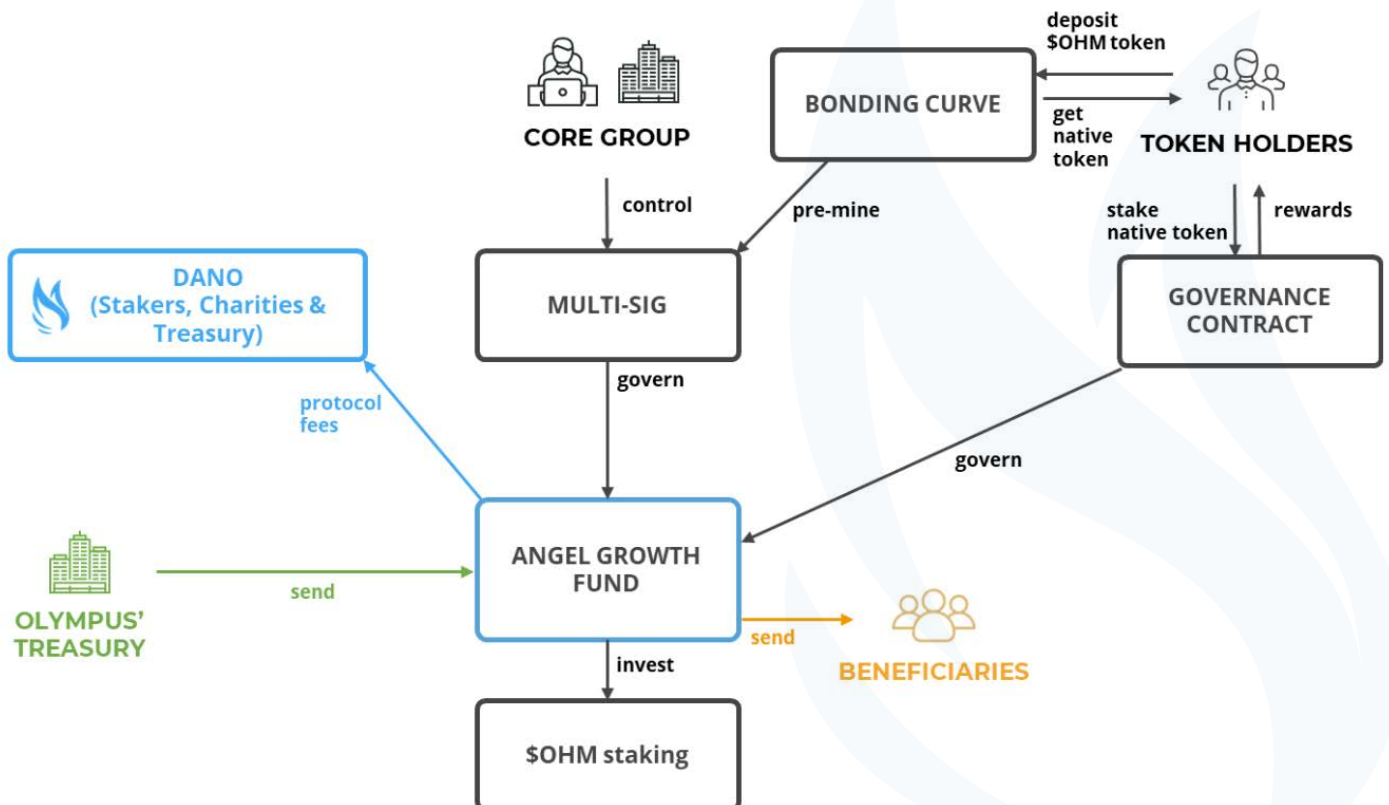 deposit
$OHM token
BONDING CURVE
get
native
token
CORE GROUP
TOKEN HOLDERS
control
pre-mine
stake
native token
rewards
DANO
(Stakers, Charities &
Treasury)
MULTI-SIG
GOVERNANCE
CONTRACT
govern
protocol
fees
govern
ANGEL GROWTH
FUND
send
OLYMPUS’
TREASURY
send
BENEFICIARIES
invest
$OHM staking